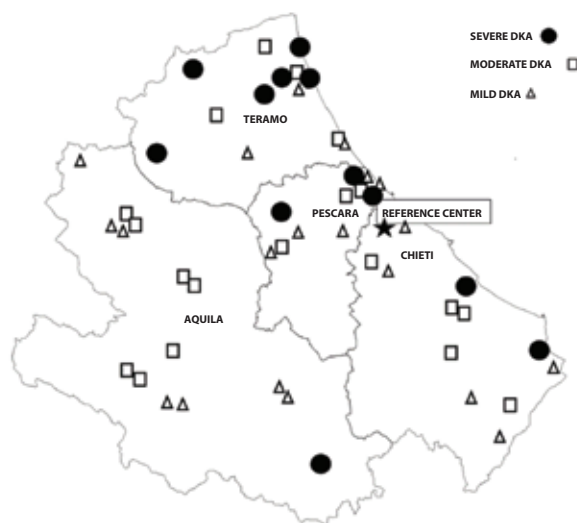 SEVERE DKA
MODERATE DKA
MILD DKA
TERAMO
PESCARA
REFERENCE CENTER
CHIETI
AQUILA